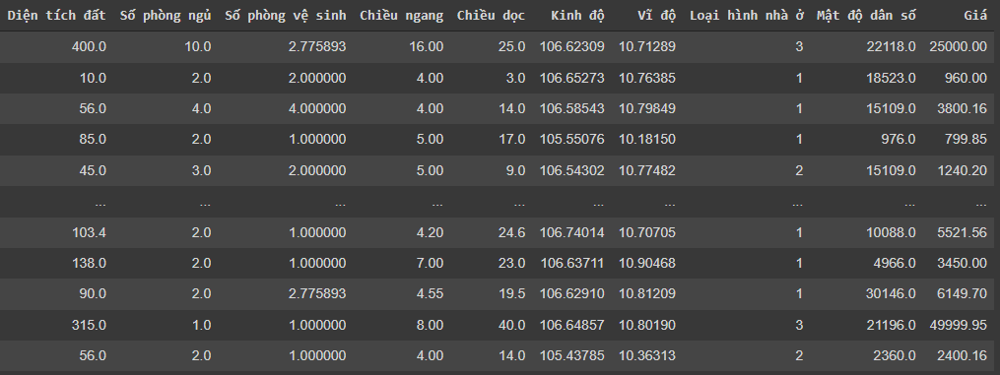 Diện tích đất Số phòng ngủ Số phòng vệ sinh Chiều ngang Chiều dọc Kinh độ Vĩ độ Loại hình nhà ở Mật độ dân số Giá
400.0 10.0 2.775893 16.00 25.0 106.62309 10.71289 3 22118.0 25000.00
10.0 2.0 2.000000 4.00 3.0 106.65273 10.76385 1 18523.0 960.00
56.0 4.0 4.000000 4.00 14.0 106.58543 10.79849 1 15109.0 3800.16
85.0 2.0 1.000000 5.00 17.0 105.55076 10.18150 1 976.0 799.85
45.0 3.0 2.000000 5.00 9.0 106.54302 10.77482 2 15109.0 1240.20
... ... ... ... ... ... ... ... ... ...
103.4 2.0 1.000000 4.20 24.6 106.74014 10.70705 1 10088.0 5521.56
138.0 2.0 1.000000 7.00 23.0 106.63711 10.90468 1 4966.0 3450.00
90.0 2.0 2.775893 4.55 19.5 106.62910 10.81209 1 30146.0 6149.70
315.0 1.0 1.000000 8.00 40.0 106.64857 10.80190 3 21196.0 49999.95
56.0 2.0 1.000000 4.00 14.0 105.43785 10.36313 2 2360.0 2400.16